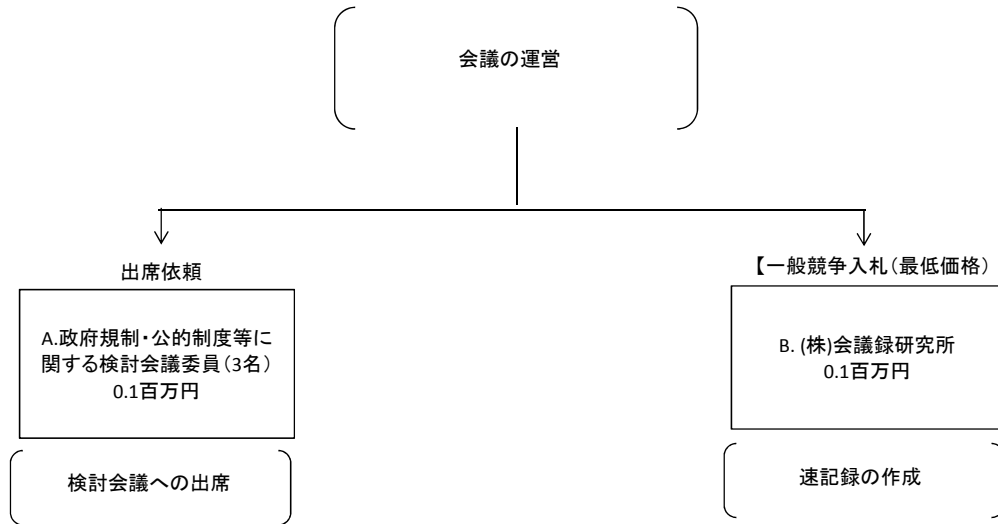 会議の運営
出席依頼
A.政府規制・公的制度等に
関する検討会議委員(3名)
0.1百万円
検討会議への出席
【一般競争入札(最低価格)
B. (株)会議録研究所
0.1百万円
速記録の作成